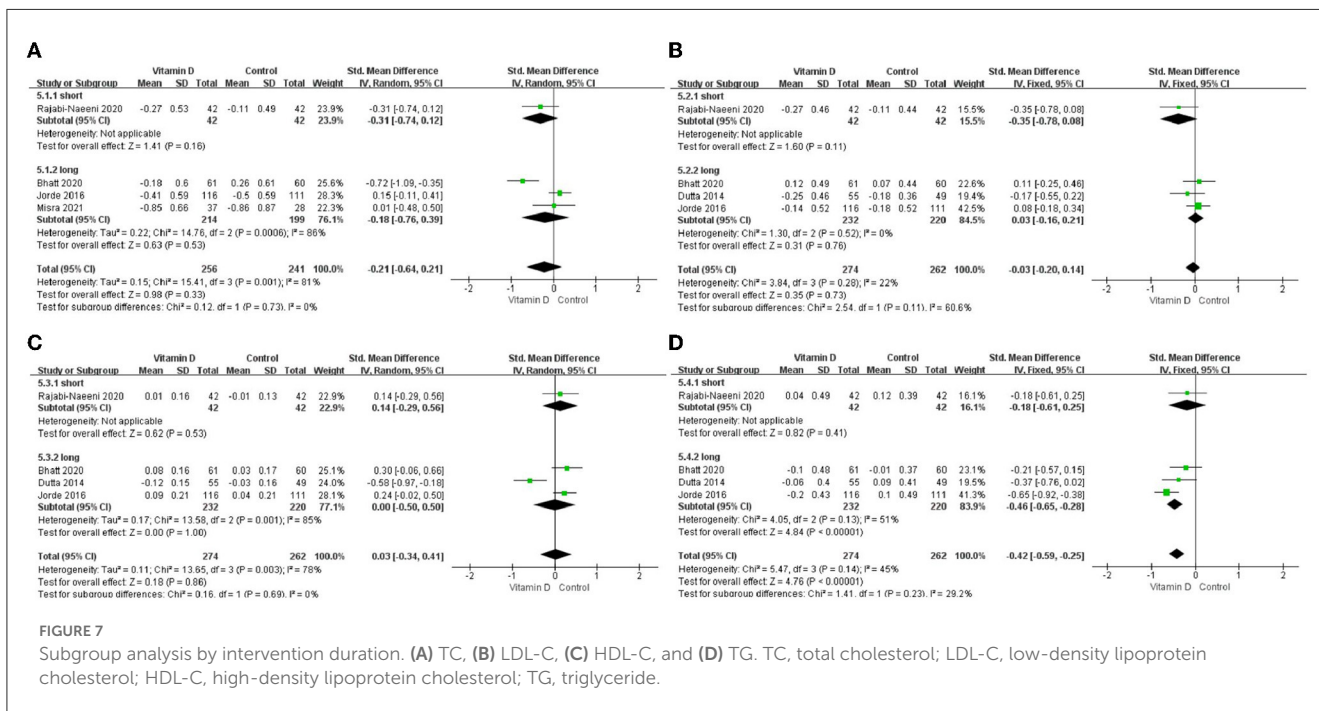 A
Vitamin D Control Std. Mean Difference Std. Mean Difference
Study or Subgroup Mean SD Total Mean SD Total Weight IV, Random, 95% CI IV, Random, 95% CI
5.1.1 short
Rajabi-Naeeni 2020 -0.27 0.53 42 -0.11 0.49 42 23.9% -0.31 [-0.74, 0.12]
Subtotal (95% CI) 42 42 23.9% -0.31 [-0.74, 0.12]
Heterogeneity: Not applicable
Test for overall effect: Z = 1.41 (P = 0.16)
5.1.2 long
Bhatt 2020 -0.18 0.6 61 0.26 0.61 60 25.6% -0.72 [-1.09, -0.35]
Jorde 2016 -0.41 0.59 116 -0.5 0.59 111 28.3% 0.15 [-0.11, 0.41]
Misra 2021 -0.85 0.66 37 -0.86 0.87 28 22.2% 0.01 [-0.48, 0.50]
Subtotal (95% CI) 214 199 76.1% -0.18 [-0.76, 0.39]
Heterogeneity: Tau² = 0.22; Chi² = 14.76, df = 2 (P = 0.0006); I² = 86%
Test for overall effect: Z = 0.63 (P = 0.53)
Total (95% CI) 256 241 100.0% -0.21 [-0.64, 0.21]
Heterogeneity: Tau² = 0.15; Chi² = 15.41, df = 3 (P = 0.001); I² = 81%
Test for overall effect: Z = 0.98 (P = 0.33)
Test for subgroup differences: Chi² = 0.12, df = 1 (P = 0.73), I² = 0%
-2 -1 0 1 2
Vitamin D Control
B
Vitamin D Control Std. Mean Difference Std. Mean Difference
Study or Subgroup Mean SD Total Mean SD Total Weight IV, Fixed, 95% CI IV, Fixed, 95% CI
5.2.1 short
Rajabi-Naeeni 2020 -0.27 0.46 42 -0.11 0.44 42 15.5% -0.35 [-0.78, 0.08]
Subtotal (95% CI) 42 42 15.5% -0.35 [-0.78, 0.08]
Heterogeneity: Not applicable
Test for overall effect: Z = 1.60 (P = 0.11)
5.2.2 long
Bhatt 2020 0.12 0.49 61 0.07 0.44 60 22.6% 0.11 [-0.25, 0.46]
Dutta 2014 -0.25 0.46 55 -0.18 0.36 49 19.4% -0.17 [-0.55, 0.22]
Jorde 2016 -0.14 0.52 116 -0.18 0.52 111 42.5% 0.08 [-0.18, 0.34]
Subtotal (95% CI) 232 220 84.5% 0.03 [-0.16, 0.21]
Heterogeneity: Chi² = 1.30, df = 2 (P = 0.52); I² = 0%
Test for overall effect: Z = 0.31 (P = 0.76)
Total (95% CI) 274 262 100.0% -0.03 [-0.20, 0.14]
Heterogeneity: Chi² = 3.84, df = 3 (P = 0.28); I² = 22%
Test for overall effect: Z = 0.35 (P = 0.73)
Test for subgroup differences: Chi² = 2.54, df = 1 (P = 0.11), I² = 60.6%
-2 -1 0 1 2
Vitamin D Control
C
Vitamin D Control Std. Mean Difference Std. Mean Difference
Study or Subgroup Mean SD Total Mean SD Total Weight IV, Random, 95% CI IV, Random, 95% CI
5.3.1 short
Rajabi-Naeeni 2020 0.01 0.16 42 -0.01 0.13 42 22.9% 0.14 [-0.29, 0.56]
Subtotal (95% CI) 42 42 22.9% 0.14 [-0.29, 0.56]
Heterogeneity: Not applicable
Test for overall effect: Z = 0.62 (P = 0.53)
5.3.2 long
Bhatt 2020 0.08 0.16 61 0.03 0.17 60 25.1% 0.30 [-0.06, 0.66]
Dutta 2014 -0.12 0.15 55 -0.03 0.16 49 24.0% -0.58 [-0.97, -0.18]
Jorde 2016 0.09 0.21 116 0.04 0.21 111 28.1% 0.24 [-0.02, 0.50]
Subtotal (95% CI) 232 220 77.1% 0.00 [-0.50, 0.50]
Heterogeneity: Tau² = 0.17; Chi² = 13.58, df = 2 (P = 0.001); I² = 85%
Test for overall effect: Z = 0.00 (P = 1.00)
Total (95% CI) 274 262 100.0% 0.03 [-0.34, 0.41]
Heterogeneity: Tau² = 0.11; Chi² = 13.65, df = 3 (P = 0.003); I² = 78%
Test for overall effect: Z = 0.18 (P = 0.86)
Test for subgroup differences: Chi² = 0.16, df = 1 (P = 0.69), I² = 0%
-2 -1 0 1 2
Vitamin D Control
D
Vitamin D Control Std. Mean Difference Std. Mean Difference
Study or Subgroup Mean SD Total Mean SD Total Weight IV, Fixed, 95% CI IV, Fixed, 95% CI
5.4.1 short
Rajabi-Naeeni 2020 0.04 0.49 42 0.12 0.39 42 16.1% -0.18 [-0.61, 0.25]
Subtotal (95% CI) 42 42 16.1% -0.18 [-0.61, 0.25]
Heterogeneity: Not applicable
Test for overall effect: Z = 0.82 (P = 0.41)
5.4.2 long
Bhatt 2020 -0.1 0.48 61 -0.01 0.37 60 23.1% -0.21 [-0.57, 0.15]
Dutta 2014 -0.06 0.4 55 0.09 0.41 49 19.5% -0.37 [-0.76, 0.02]
Jorde 2016 -0.2 0.43 116 0.1 0.49 111 41.3% -0.65 [-0.92, -0.38]
Subtotal (95% CI) 232 220 83.9% -0.46 [-0.65, -0.28]
Heterogeneity: Chi² = 4.05, df = 2 (P = 0.13); I² = 51%
Test for overall effect: Z = 4.84 (P < 0.00001)
Total (95% CI) 274 262 100.0% -0.42 [-0.59, -0.25]
Heterogeneity: Chi² = 5.47, df = 3 (P = 0.14); I² = 45%
Test for overall effect: Z = 4.76 (P < 0.00001)
Test for subgroup differences: Chi² = 1.41, df = 1 (P = 0.23), I² = 29.2%
-2 -1 0 1 2
Vitamin D Control
FIGURE 7
Subgroup analysis by intervention duration. (A) TC, (B) LDL-C, (C) HDL-C, and (D) TG. TC, total cholesterol; LDL-C, low-density lipoprotein
cholesterol; HDL-C, high-density lipoprotein cholesterol; TG, triglyceride.